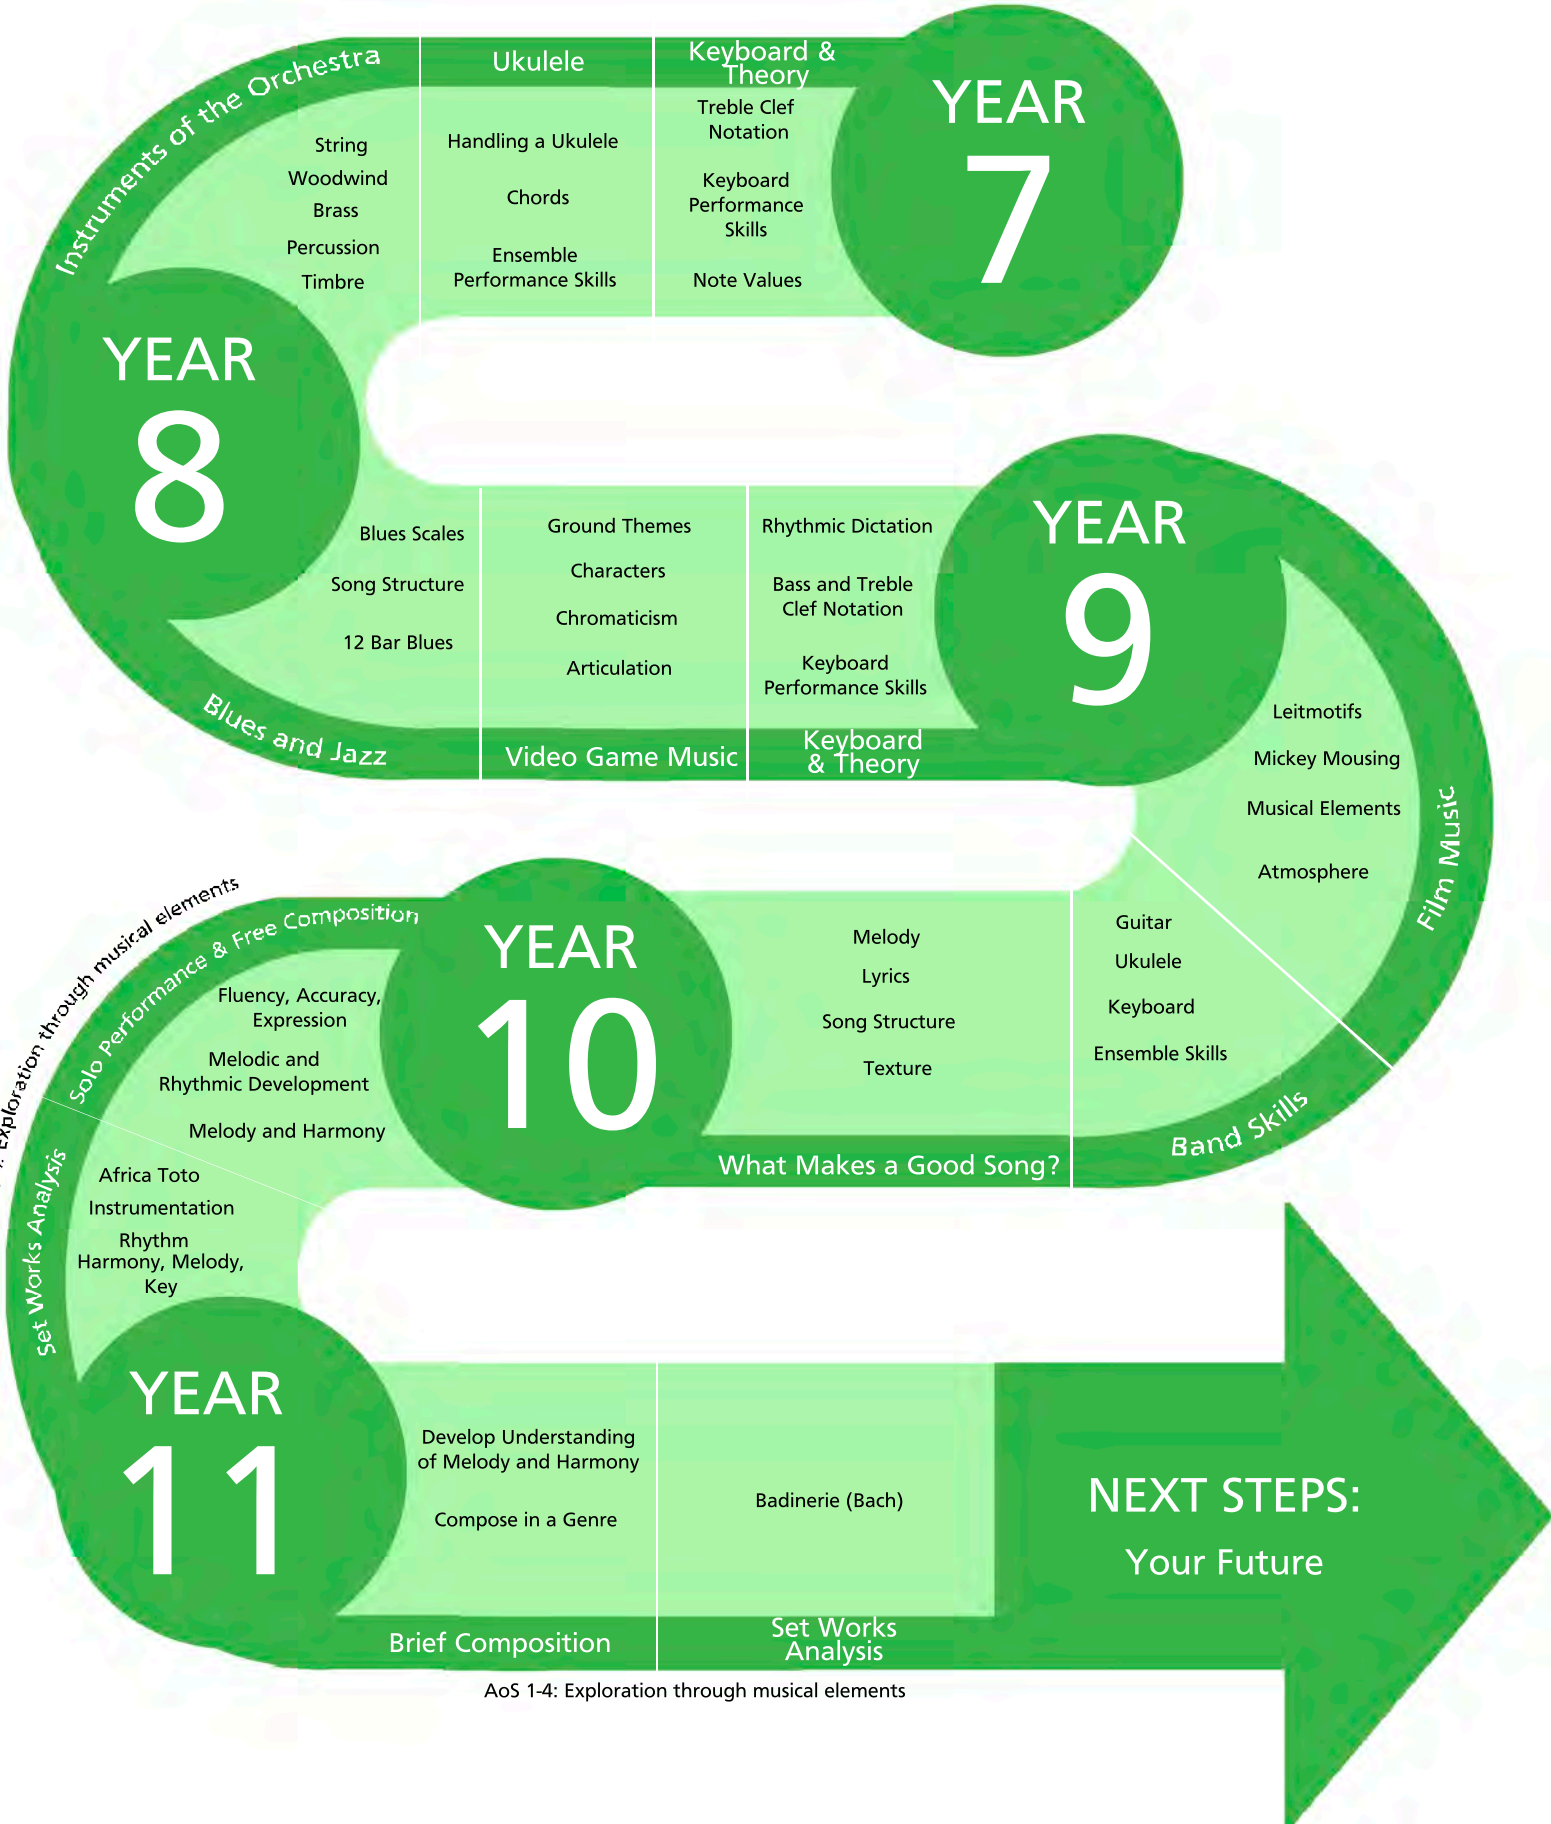 YEAR
7
Keyboard &
Theory
Treble Clef
Notation
Keyboard
Performance
Skills
Note Values
Ukulele
Handling a Ukulele
Chords
Ensemble
Performance Skills
Instruments of the Orchestra
String
Woodwind
Brass
Percussion
Timbre
YEAR
8
Blues Scales
Song Structure
12 Bar Blues
Blues and Jazz
Ground Themes
Characters
Chromaticism
Articulation
Video Game Music
Rhythmic Dictation
Bass and Treble
Clef Notation
Keyboard
Performance Skills
Keyboard
& Theory
YEAR
9
Leitmotifs
Mickey Mousing
Musical Elements
Atmosphere
Film Music
Guitar
Ukulele
Keyboard
Ensemble Skills
Band Skills
Melody
Lyrics
Song Structure
Texture
What Makes a Good Song?
YEAR
10
Exploration through musical elements
Solo Performance & Free Composition
Fluency, Accuracy,
Expression
Melodic and
Rhythmic Development
Melody and Harmony
Set Works Analysis
Africa Toto
Instrumentation
Rhythm
Harmony, Melody,
Key
YEAR
11
Develop Understanding
of Melody and Harmony
Compose in a Genre
Brief Composition
Badinerie (Bach)
Set Works
Analysis
AoS 1-4: Exploration through musical elements
NEXT STEPS:
Your Future